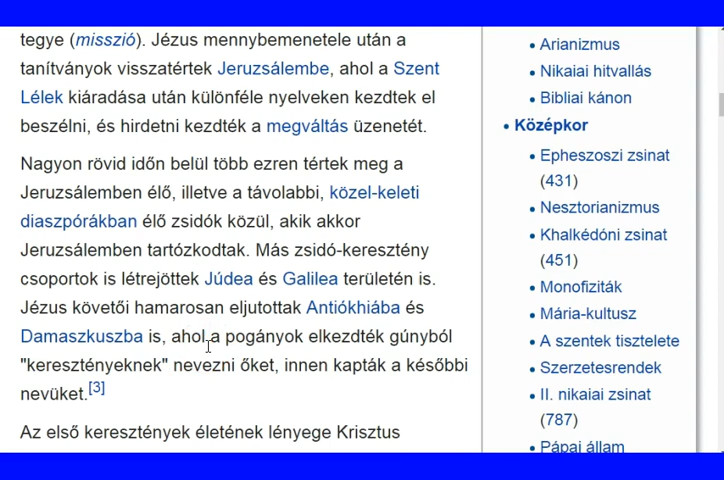 tegye (misszió). Jézus mennybemenetele után a
tanítványok visszatértek Jeruzsálembe, ahol a Szent
Lélek kiáradása után különféle nyelveken kezdtek el
beszélni, és hirdetni kezdték a megváltás üzenetét.
Nagyon rövid időn belül több ezren tértek meg a
Jeruzsálemben élő, illetve a távolabbi, közel-keleti
diaszpórákban élő zsidók közül, akik akkor
Jeruzsálemben tartózkodtak. Más zsidó-keresztény
csoportok is létrejöttek Júdea és Galilea területén is.
Jézus követői hamarosan eljutottak Antiókhiába és
Damaszkuszba is, ahol a pogányok elkezdték gúnyból
"keresztényeknek" nevezni őket, innen kapták a későbbi
nevüket.[3]
Az első keresztények életének lényege Krisztus
• Arianizmus
• Nikaiai hitvallás
• Bibliai kánon
• Középkor
• Epheszoszi zsinat
(431)
• Nesztorianizmus
• Khalkédóni zsinat
(451)
• Monofiziták
• Mária-kultusz
• A szentek tisztelete
• Szerzetesrendek
• II. nikaiai zsinat
(787)
• Pápai állam